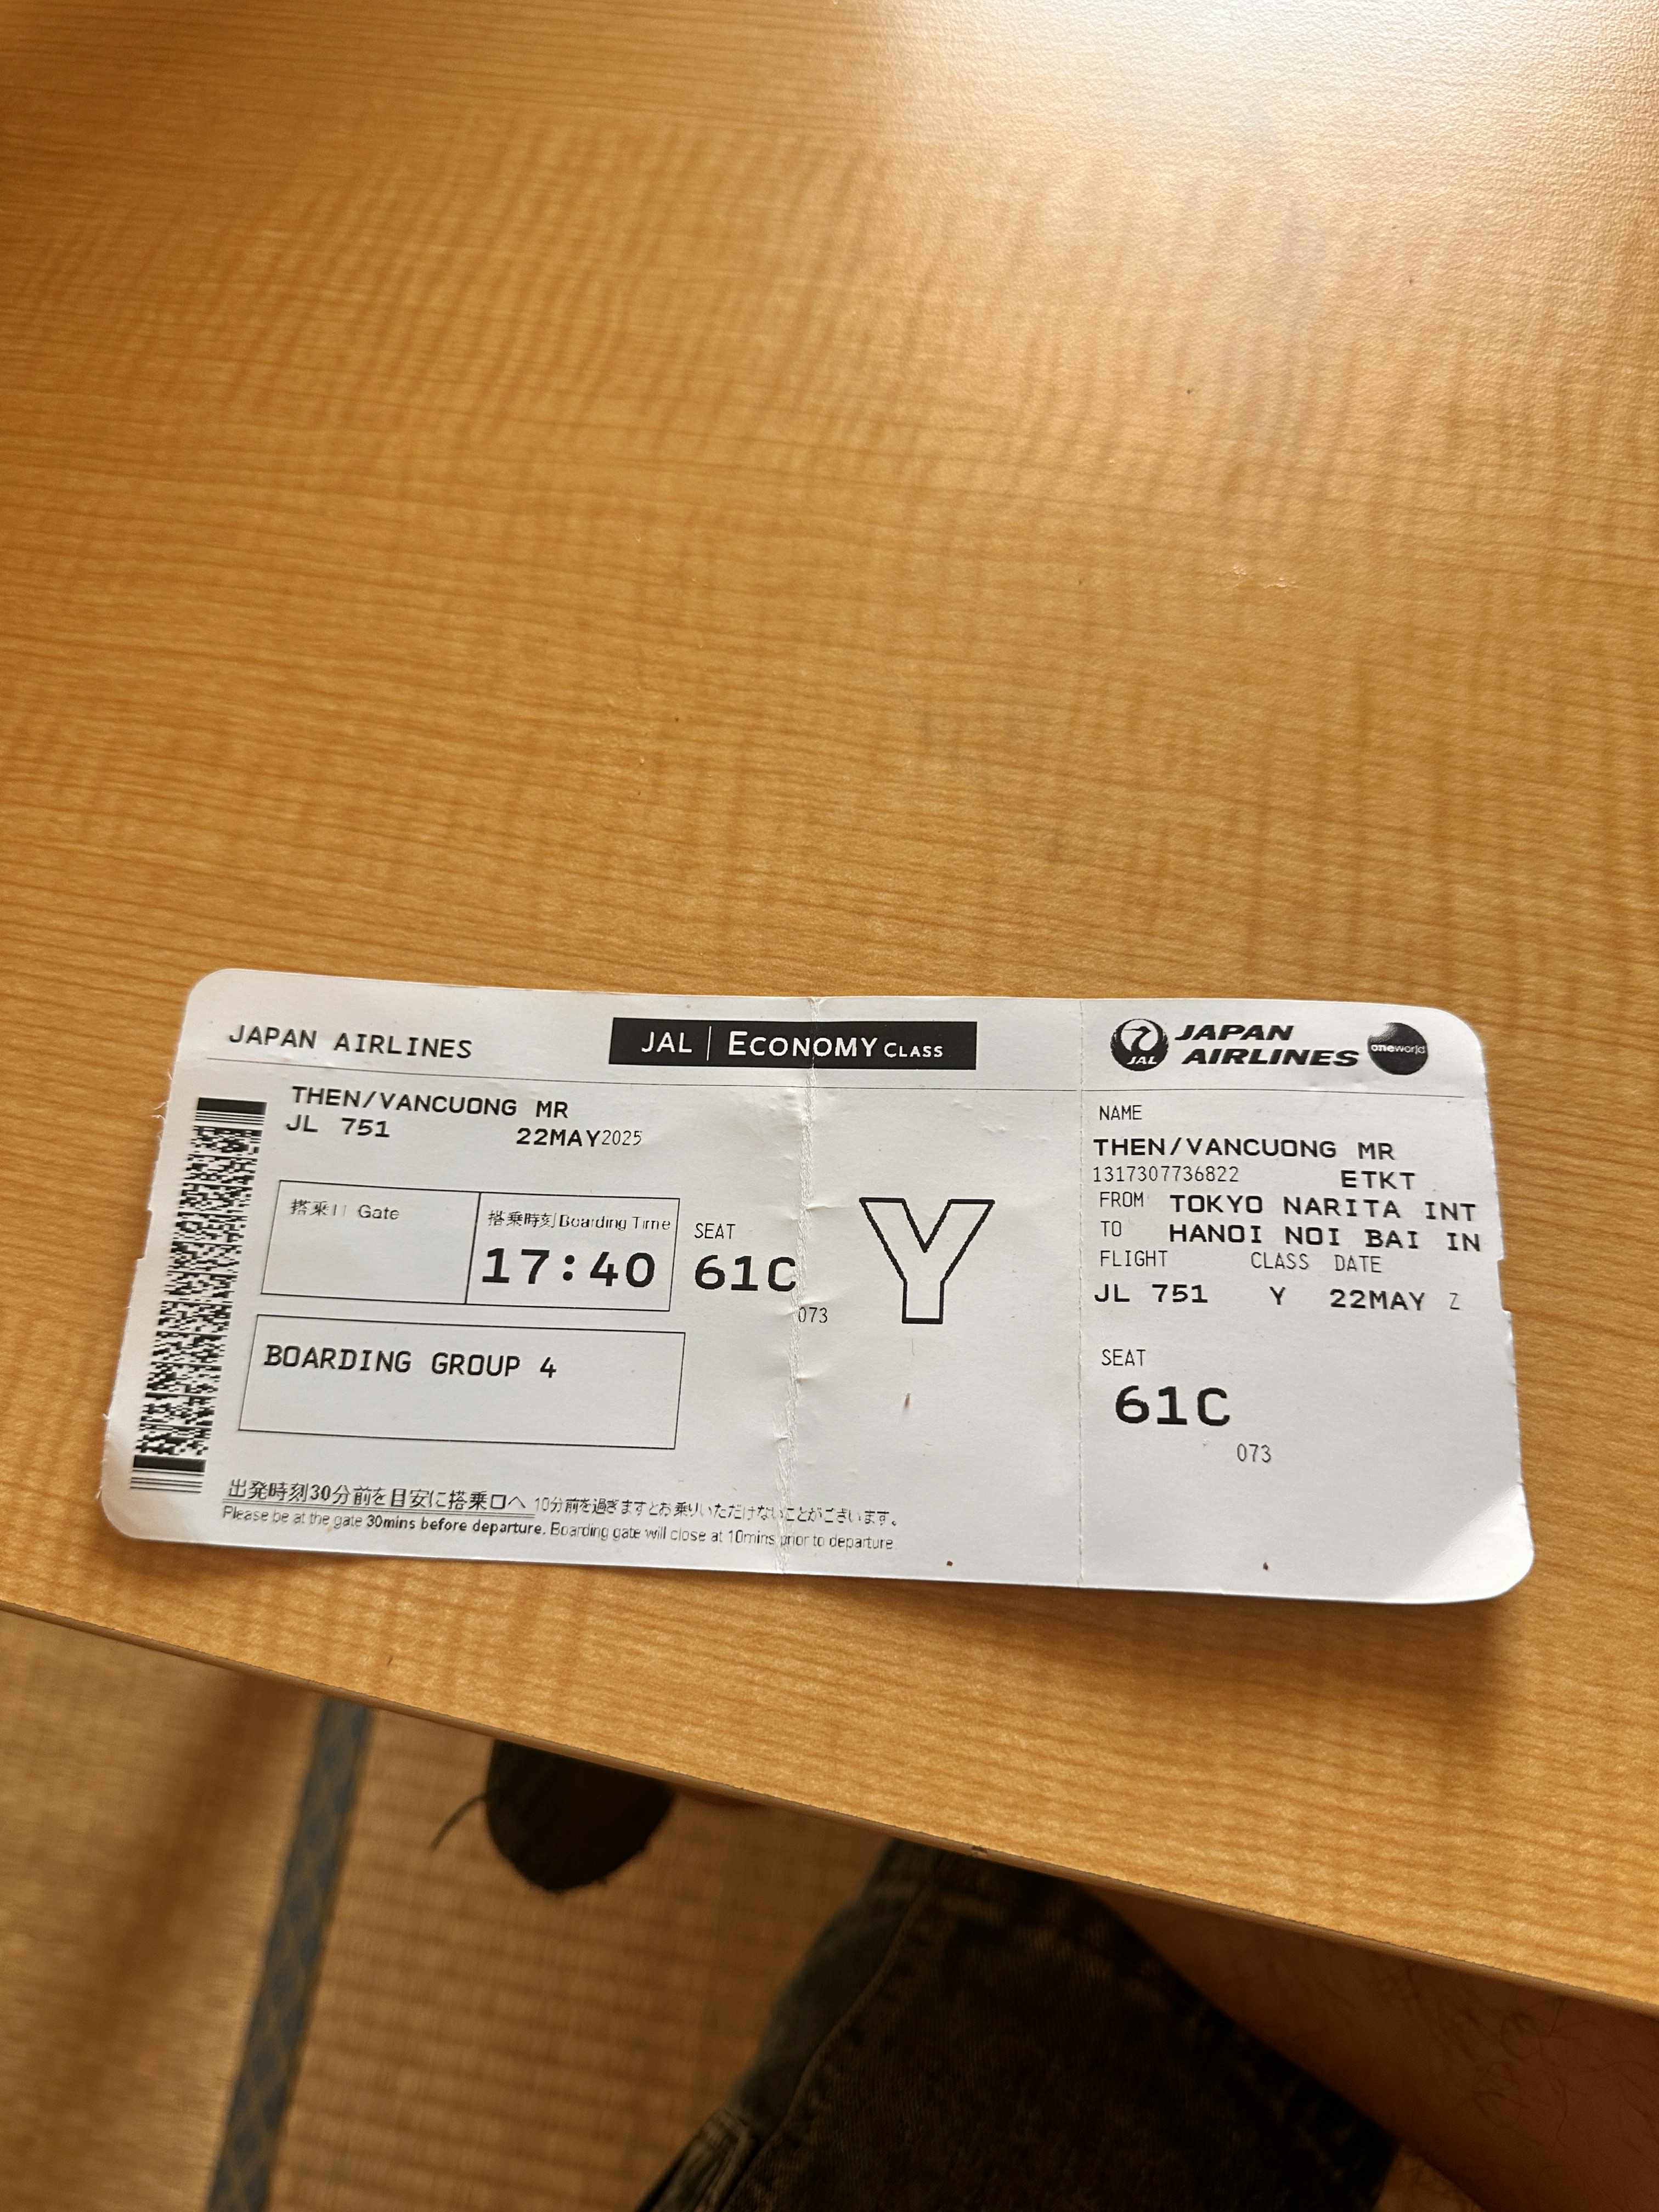 JAPAN AIRLINES
JAL | ECONOMY CLASS
THEN/VANCUONG MR
JL 751 22MAY2025
搭乗口 Gate
搭乗時刻 Boarding Time
17:40
SEAT
61C
073
Y
BOARDING GROUP 4
出発時刻30分前を目安に搭乗口へ 10分前を過ぎますとお乗りいただけないことがございます。
Please be at the gate 30mins before departure. Boarding gate will close at 10mins prior to departure
JAL
JAPAN
AIRLINES
oneworld
NAME
THEN/VANCUONG MR
1317307736822 ETKT
FROM TOKYO NARITA INT
TO HANOI NOI BAI IN
FLIGHT CLASS DATE
JL 751 Y 22MAY Z
SEAT
61C
073